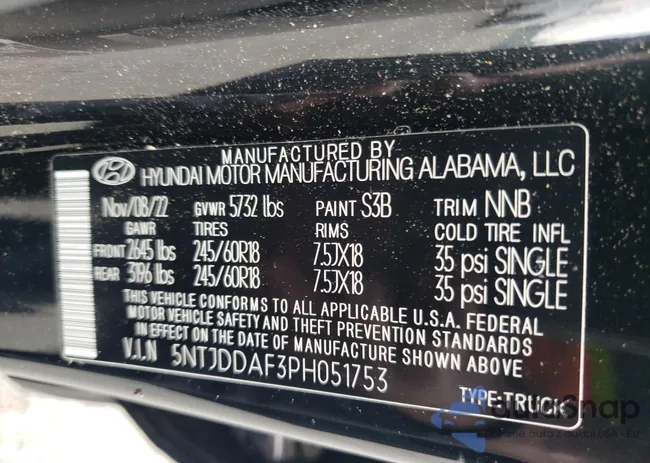 MANUFACTURED BY
HYUNDAI MOTOR MANUFACTURING ALABAMA, LLC
Nov/08/22 GVWR 5732 lbs PAINT S3B TRIM NNB
GAWR TIRES RIMS COLD TIRE INFL
FRONT 2645 lbs 245/60R18 7.5JX18 35 psi SINGLE
REAR 3196 lbs 245/60R18 7.5JX18 35 psi SINGLE
THIS VEHICLE CONFORMS TO ALL APPLICABLE U.S.A. FEDERAL
MOTOR VEHICLE SAFETY AND THEFT PREVENTION STANDARDS
IN EFFECT ON THE DATE OF MANUFACTURE SHOWN ABOVE
V.I.N 5NTJDDAF3PH051753
TYPE:TRUCK
autosnap